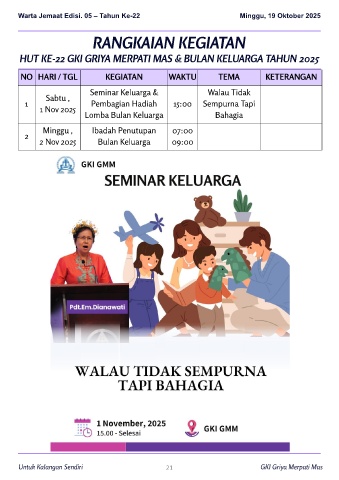 Warta Jemaat Edisi. 05 – Tahun Ke-22 Minggu, 19 Oktober 2025
RANGKAIAN KEGIATAN
HUT KE-22 GKI GRIYA MERPATI MAS & BULAN KELUARGA TAHUN 2025
NO HARI / TGL KEGIATAN WAKTU TEMA KETERANGAN
1 Sabtu , 1 Nov 2025 Seminar Keluarga & Pembagian Hadiah Lomba Bulan Keluarga 15:00 Walau Tidak Sempurna Tapi Bahagia
2 Minggu , 2 Nov 2025 Ibadah Penutupan Bulan Keluarga 07:00 09:00
GKI GMM
SEMINAR KELUARGA
Pdt.Em.Dianawati
WALAU TIDAK SEMPURNA
TAPI BAHAGIA
1 November, 2025
15.00 - Selesai
GKI GMM
Untuk Kalangan Sendiri 21 GKI Griya Merpati Mas